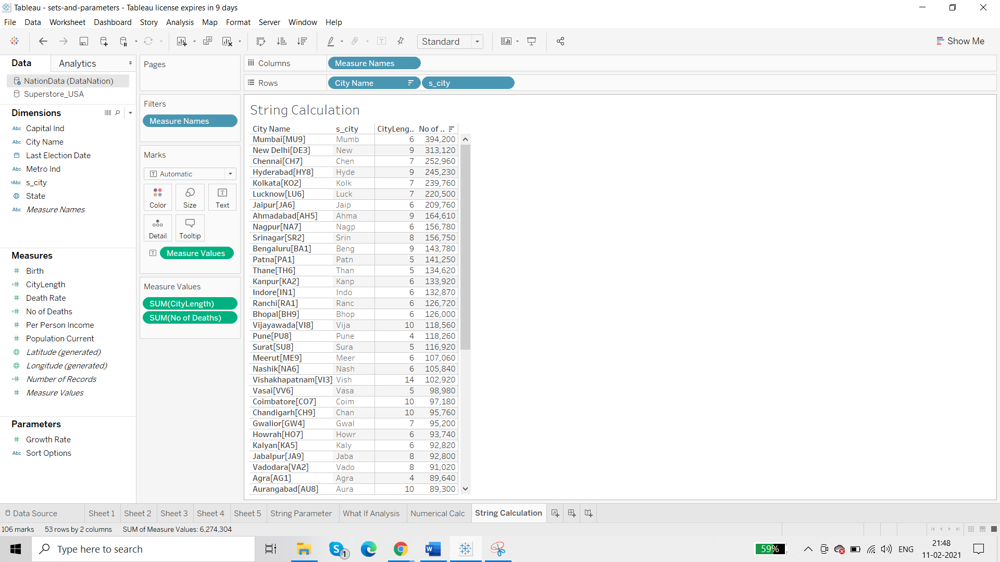 Tableau - sets-and-parameters - Tableau license expires in 9 days
File Data Worksheet Dashboard Story Analysis Map Format Server Window Help
Standard
Show Me
Data Analytics
NationData (DataNation)
Superstore_USA
Dimensions
Abc Capital Ind
Abc City Name
Last Election Date
Abc Metro Ind
=Abc s_city
State
Abc Measure Names
Measures
# Birth
=# CityLength
# Death Rate
=# No of Deaths
# Per Person Income
# Population Current
Latitude (generated)
Longitude (generated)
=# Number of Records
# Measure Values
Parameters
# Growth Rate
Abc Sort Options
Pages
Filters
Measure Names
Marks
T Automatic
Color Size Text
Detail Tooltip
T Measure Values
Measure Values
SUM(CityLength)
SUM(No of Deaths)
Columns Measure Names
Rows City Name s_city
String Calculation
City Name s_city CityLeng.. No of ..
Mumbai[MU9] Mumb 6 394,200
New Delhi[DE3] New 9 313,120
Chennai[CH7] Chen 7 252,960
Hyderabad[HY8] Hyde 9 245,230
Kolkata[KO2] Kolk 7 239,760
Lucknow[LU6] Luck 7 220,500
Jaipur[JA6] Jaip 6 209,760
Ahmadabad[AH5] Ahma 9 164,610
Nagpur[NA7] Nagp 6 156,780
Srinagar[SR2] Srin 8 156,750
Bengaluru[BA1] Beng 9 143,780
Patna[PA1] Patn 5 141,250
Thane[TH6] Than 5 134,620
Kanpur[KA2] Kanp 6 133,920
Indore[IN1] Indo 6 132,870
Ranchi[RA1] Ranc 6 126,720
Bhopal[BH9] Bhop 6 126,000
Vijayawada[VI8] Vija 10 118,560
Pune[PU8] Pune 4 118,260
Surat[SU8] Sura 5 116,920
Meerut[ME9] Meer 6 107,060
Nashik[NA6] Nash 6 105,840
Vishakhapatnam[VI3] Vish 14 102,920
Vasai[VV6] Vasa 5 98,980
Coimbatore[CO7] Coim 10 97,180
Chandigarh[CH9] Chan 10 95,760
Gwalior[GW4] Gwal 7 95,200
Howrah[HO7] Howr 6 93,740
Kalyan[KA5] Kaly 6 92,820
Jabalpur[JA9] Jaba 8 92,800
Vadodara[VA2] Vado 8 91,020
Agra[AG1] Agra 4 89,640
Aurangabad[AU8] Aura 10 89,300
Data Source Sheet 1 Sheet 2 Sheet 3 Sheet 4 Sheet 5 String Parameter What If Analysis Numerical Calc String Calculation
106 marks 53 rows by 2 columns SUM of Measure Values: 6,274,304
Type here to search
1
59%
ENG
21:48
11-02-2021